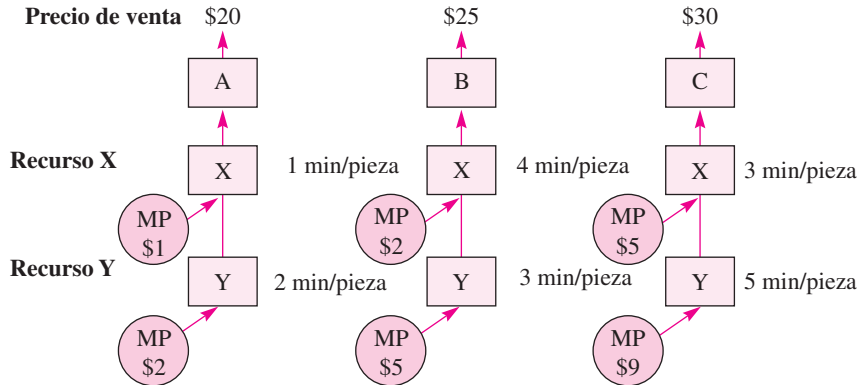 Precio de venta $20 $25 $30
A B C
Recurso X X 1 min/pieza X 4 min/pieza X 3 min/pieza
MP MP MP
$1 $2 $5
Recurso Y Y 2 min/pieza Y 3 min/pieza Y 5 min/pieza
MP MP MP
$2 $5 $9